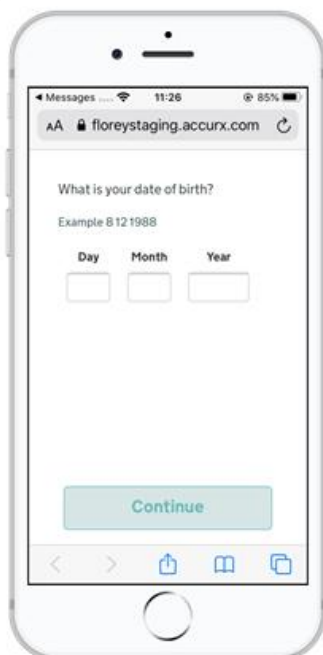 Messages .... 11:26 85%
AA floreystaging.accurx.com
What is your date of birth?
Example 8 12 1988
Day Month Year
Continue